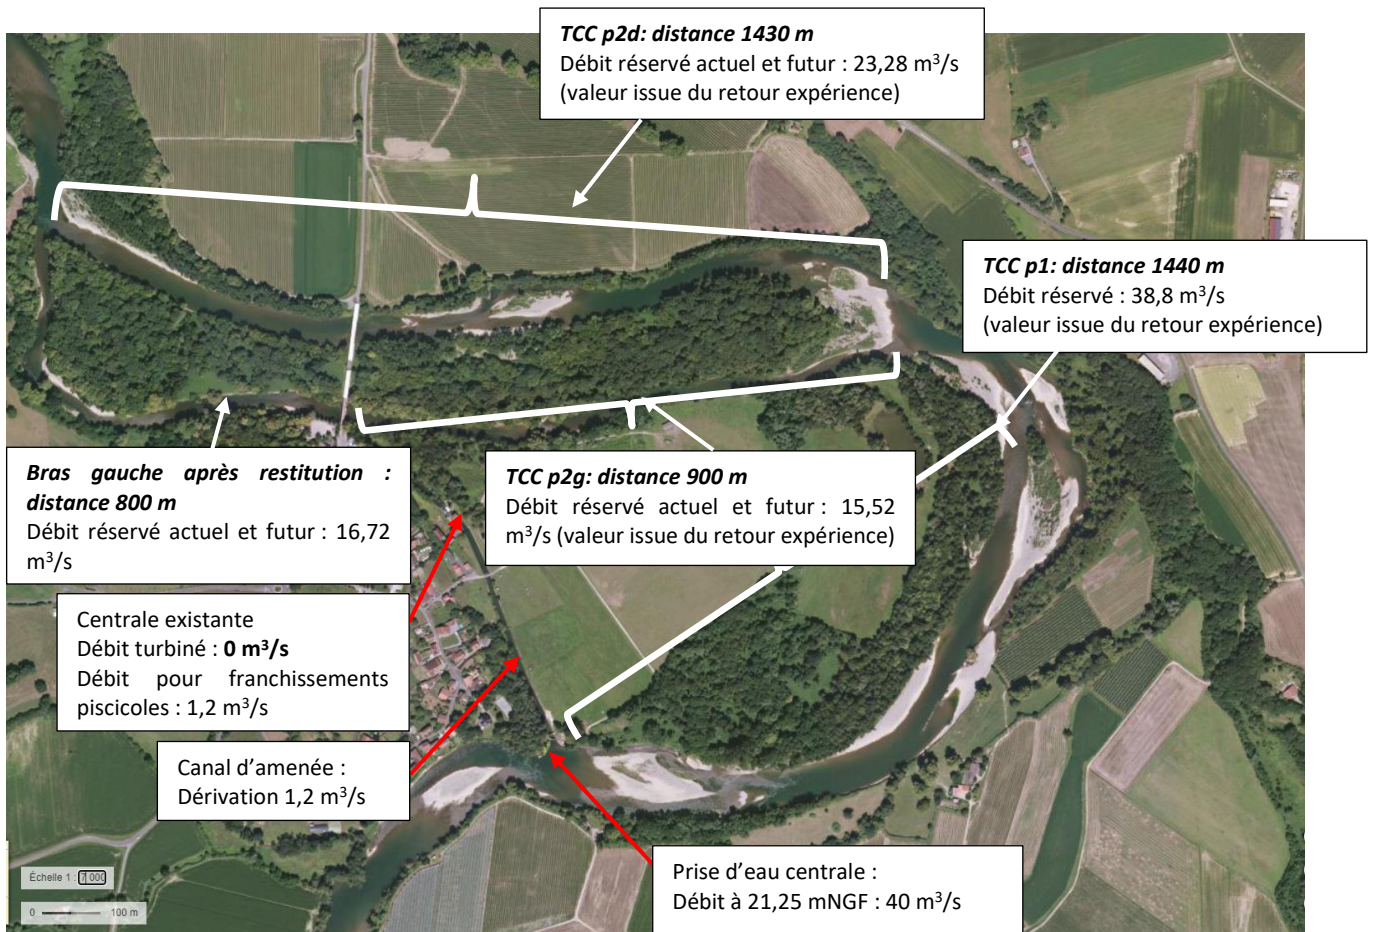 TCC p2d: distance 1430 m
Débit réservé actuel et futur : 23,28 m³/s
(valeur issue du retour expérience)
TCC p1: distance 1440 m
Débit réservé : 38,8 m³/s
(valeur issue du retour expérience)
Bras gauche après restitution :
distance 800 m
Débit réservé actuel et futur : 16,72
m³/s
TCC p2g: distance 900 m
Débit réservé actuel et futur : 15,52
m³/s (valeur issue du retour expérience)
Centrale existante
Débit turbiné : 0 m³/s
Débit pour franchissements
piscicoles : 1,2 m³/s
Canal d’amenée :
Dérivation 1,2 m³/s
Prise d’eau centrale :
Débit à 21,25 mNGF : 40 m³/s
Échelle 1 : 7 000
0 100 m